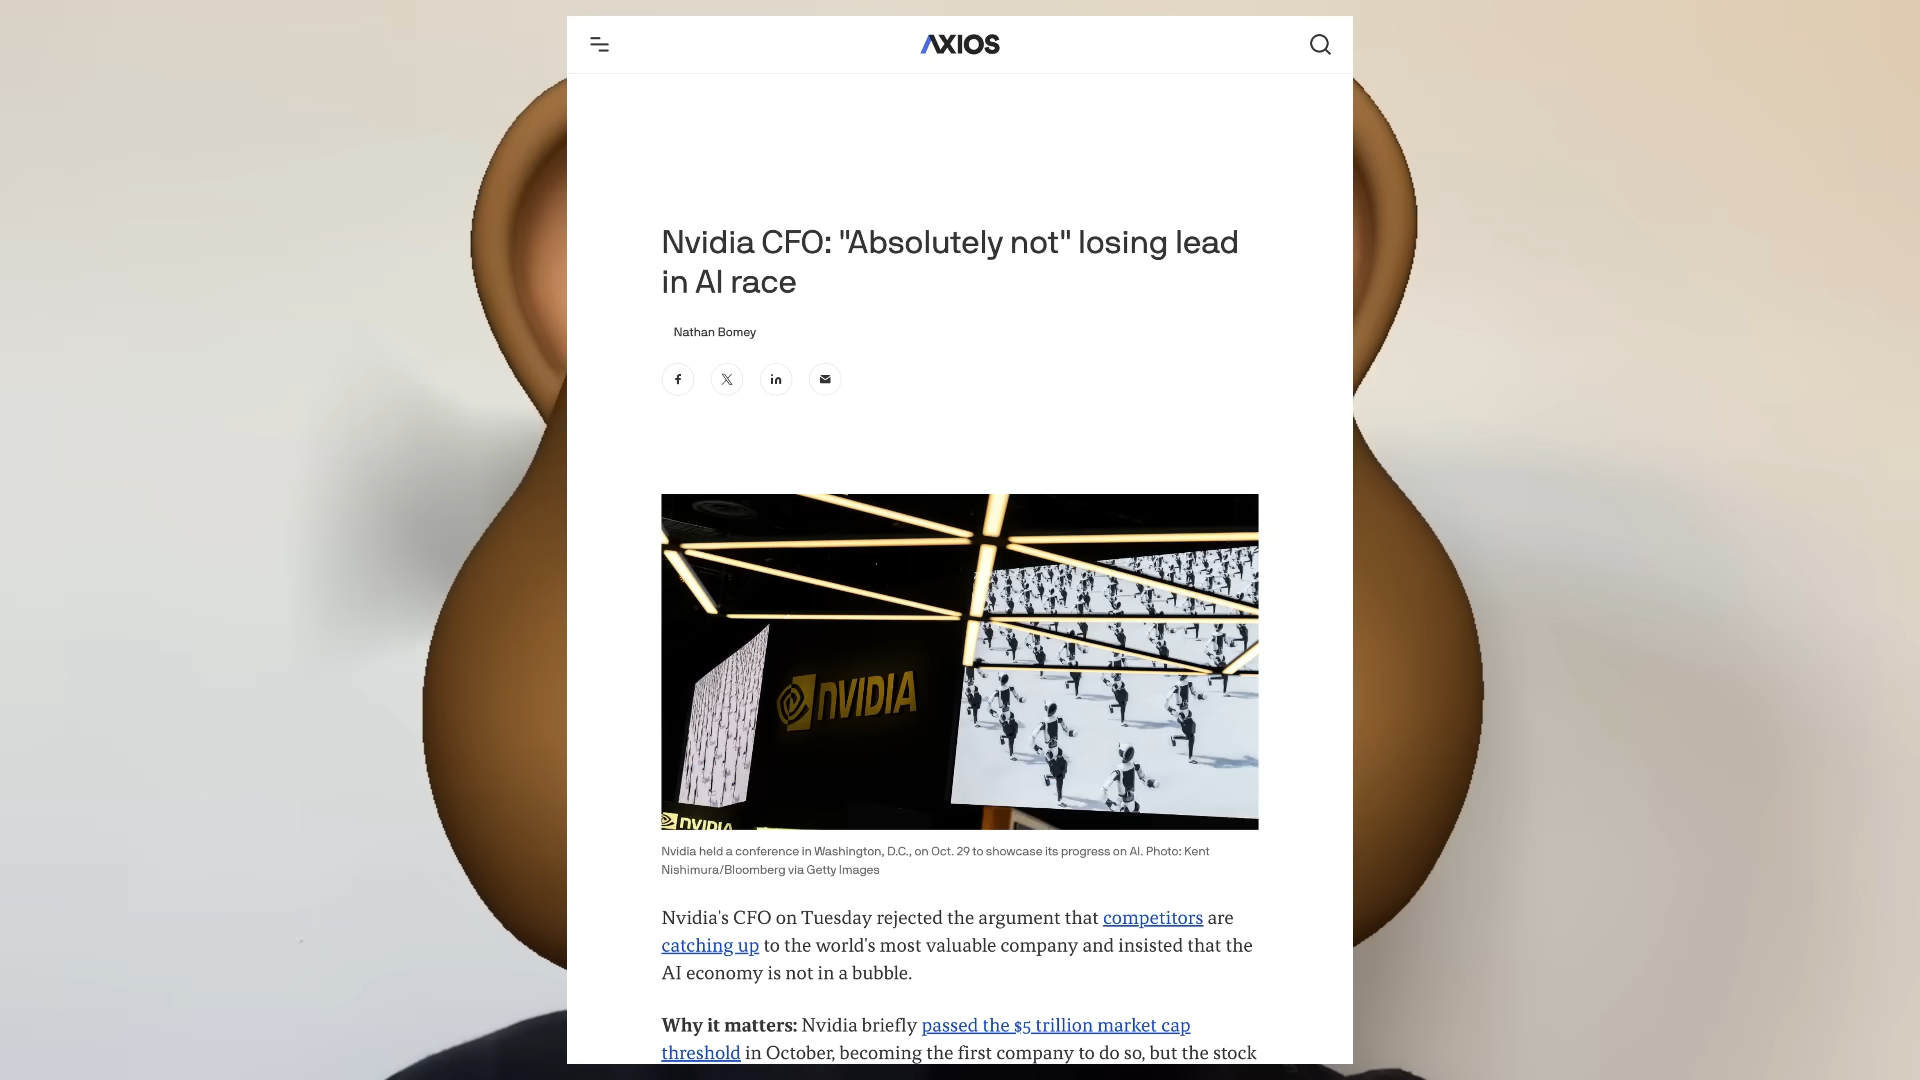 AXIOS
Nvidia CFO: "Absolutely not" losing lead
in AI race
Nathan Bomey
NVIDIA
NVIDIA
Nvidia held a conference in Washington, D.C., on Oct. 29 to showcase its progress on AI. Photo: Kent
Nishimura/Bloomberg via Getty Images
Nvidia's CFO on Tuesday rejected the argument that competitors are
catching up to the world's most valuable company and insisted that the
AI economy is not in a bubble.
Why it matters: Nvidia briefly passed the $5 trillion market cap
threshold in October, becoming the first company to do so, but the stock